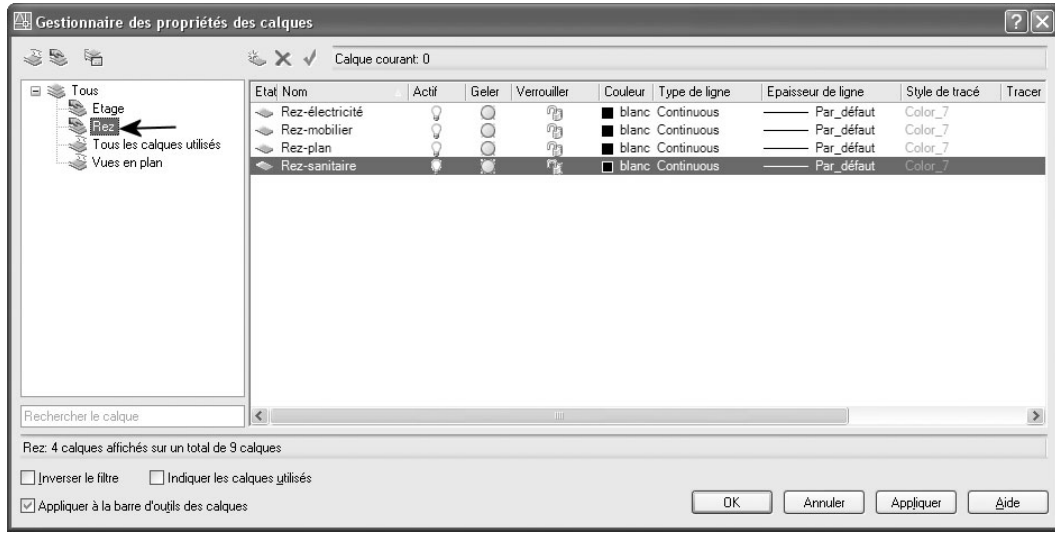 Gestionnaire des propriétés des calques
Calque courant: 0
Tous
Etage
Rez
Tous les calques utilisés
Vues en plan
Rechercher le calque
Etat Nom Actif Geler Verrouiller Couleur Type de ligne Epaisseur de ligne Style de tracé Tracer
Rez-électricité blanc Continuous Par_défaut Color_7
Rez-mobilier blanc Continuous Par_défaut Color_7
Rez-plan blanc Continuous Par_défaut Color_7
Rez-sanitaire blanc Continuous Par_défaut Color_7
Rez: 4 calques affichés sur un total de 9 calques
Inverser le filtre Indiquer les calques utilisés
Appliquer à la barre d'outils des calques
OK Annuler Appliquer Aide